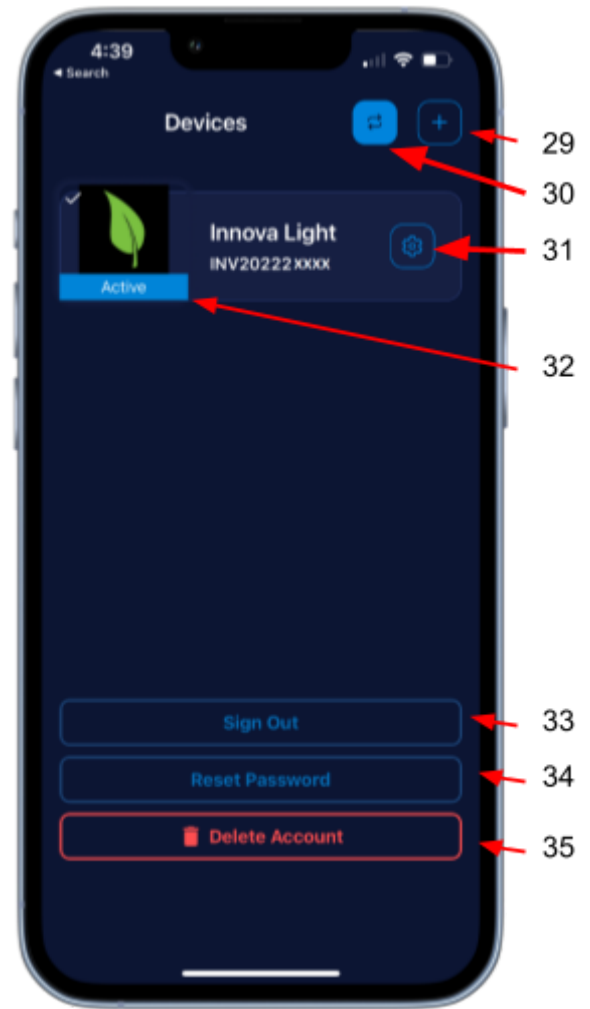 4:39
◀ Search
Devices
29
30
Innova Light
INV20222xxxx
31
Active
32
Sign Out
33
Reset Password
34
Delete Account
35